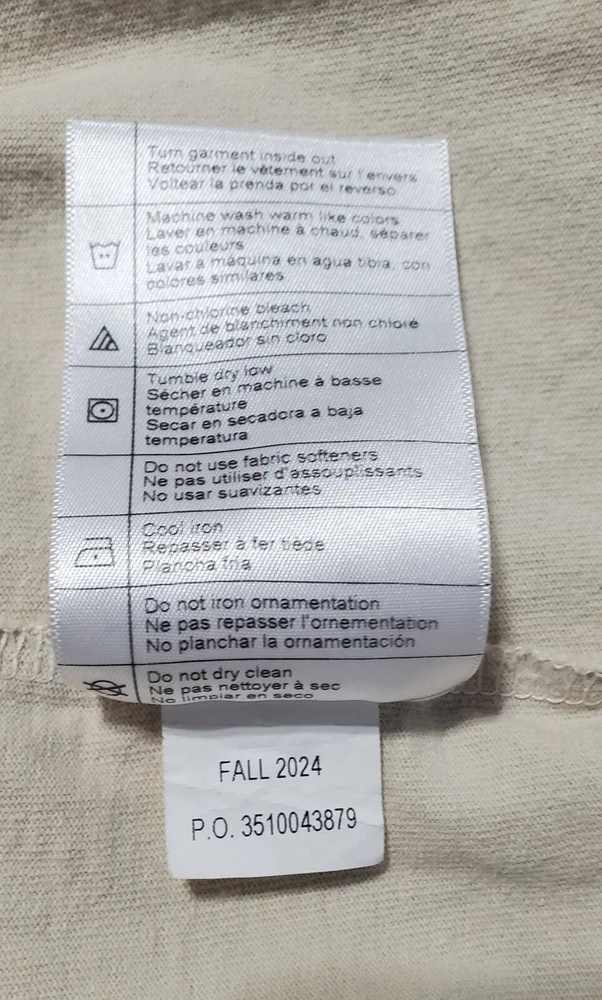 Turn garment inside out
Retourner le vêtement sur l'envers
Voltear la prenda por el reverso
Machine wash warm like colors
Laver en machine à chaud, séparer
les couleurs
Lavar a máquina en agua tibia, con
colores similares
Non-chlorine bleach
Agent de blanchiment non chloré
Blanqueador sin cloro
Tumble dry low
Sécher en machine à basse
température
Secar en secadora a baja
temperatura
Do not use fabric softeners
Ne pas utiliser d'assouplissants
No usar suavizantes
Cool iron
Repasser à fer tiède
Plancha fría
Do not iron ornamentation
Ne pas repasser l'ornementation
No planchar la ornamentación
Do not dry clean
Ne pas nettoyer à sec
No limpiar en seco
FALL 2024
P.O. 3510043879